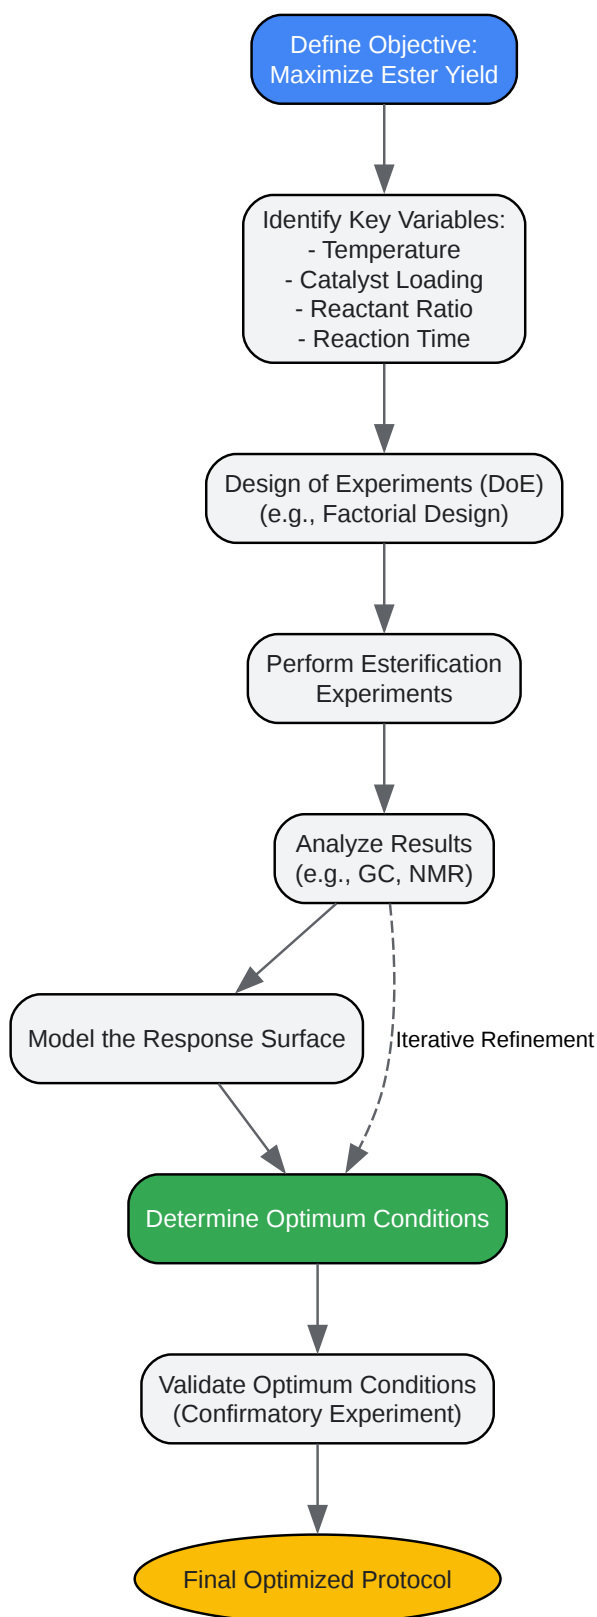 Define Objective:
Maximize Ester Yield
Identify Key Variables:
- Temperature
- Catalyst Loading
- Reactant Ratio
- Reaction Time
Design of Experiments (DoE)
(e.g., Factorial Design)
Perform Esterification
Experiments
Analyze Results
(e.g., GC, NMR)
Model the Response Surface
Iterative Refinement
Determine Optimum Conditions
Validate Optimum Conditions
(Confirmatory Experiment)
Final Optimized Protocol